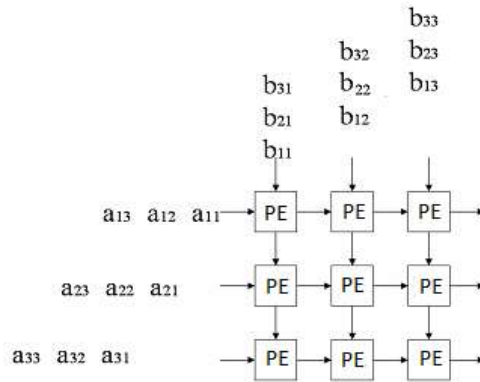 b33
b32 b23
b31 b22 b13
b21 b12
b11
a13 a12 a11 PE PE PE
a23 a22 a21 PE PE PE
a33 a32 a31 PE PE PE